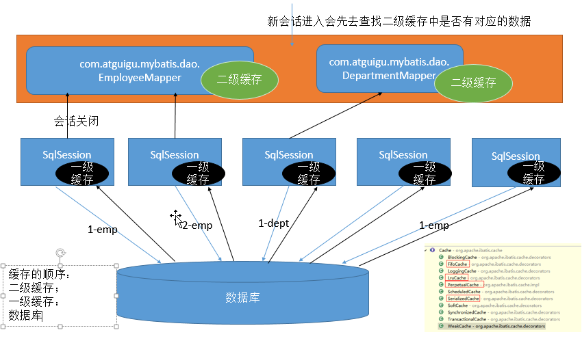 新会话进入会先去查找二级缓存中是否有对应的数据
com.atguigu.mybatis.dao.
EmployeeMapper
二级缓存
com.atguigu.mybatis.dao.
DepartmentMapper
二级缓存
会话关闭
SqlSession
一级
缓存
SqlSession
一级
缓存
SqlSession
一级
缓存
SqlSession
一级
缓存
SqlSession
一级
缓存
1-emp
2-emp
1-dept
1-emp
缓存的顺序：
二级缓存；
一级缓存；
数据库
数据库
Cache - org.apache.ibatis.cache
BlockingCache - org.apache.ibatis.cache.decorators
FifoCache - org.apache.ibatis.cache.decorators
LoggingCache - org.apache.ibatis.cache.decorators
LruCache - org.apache.ibatis.cache.decorators
PerpetualCache - org.apache.ibatis.cache.impl
ScheduledCache - org.apache.ibatis.cache.decorators
SerializedCache - org.apache.ibatis.cache.decorators
SoftCache - org.apache.ibatis.cache.decorators
SynchronizedCache - org.apache.ibatis.cache.decorators
TransactionalCache - org.apache.ibatis.cache.decorators
WeakCache - org.apache.ibatis.cache.decorators